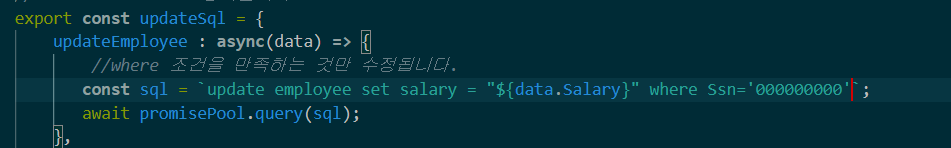 export const updateSql = {
updateEmployee : async(data) => {
//where 조건을 만족하는 것만 수정됩니다.
const sql = `update employee set salary = "${data.Salary}" where Ssn='000000000'`;
await promisePool.query(sql);
},